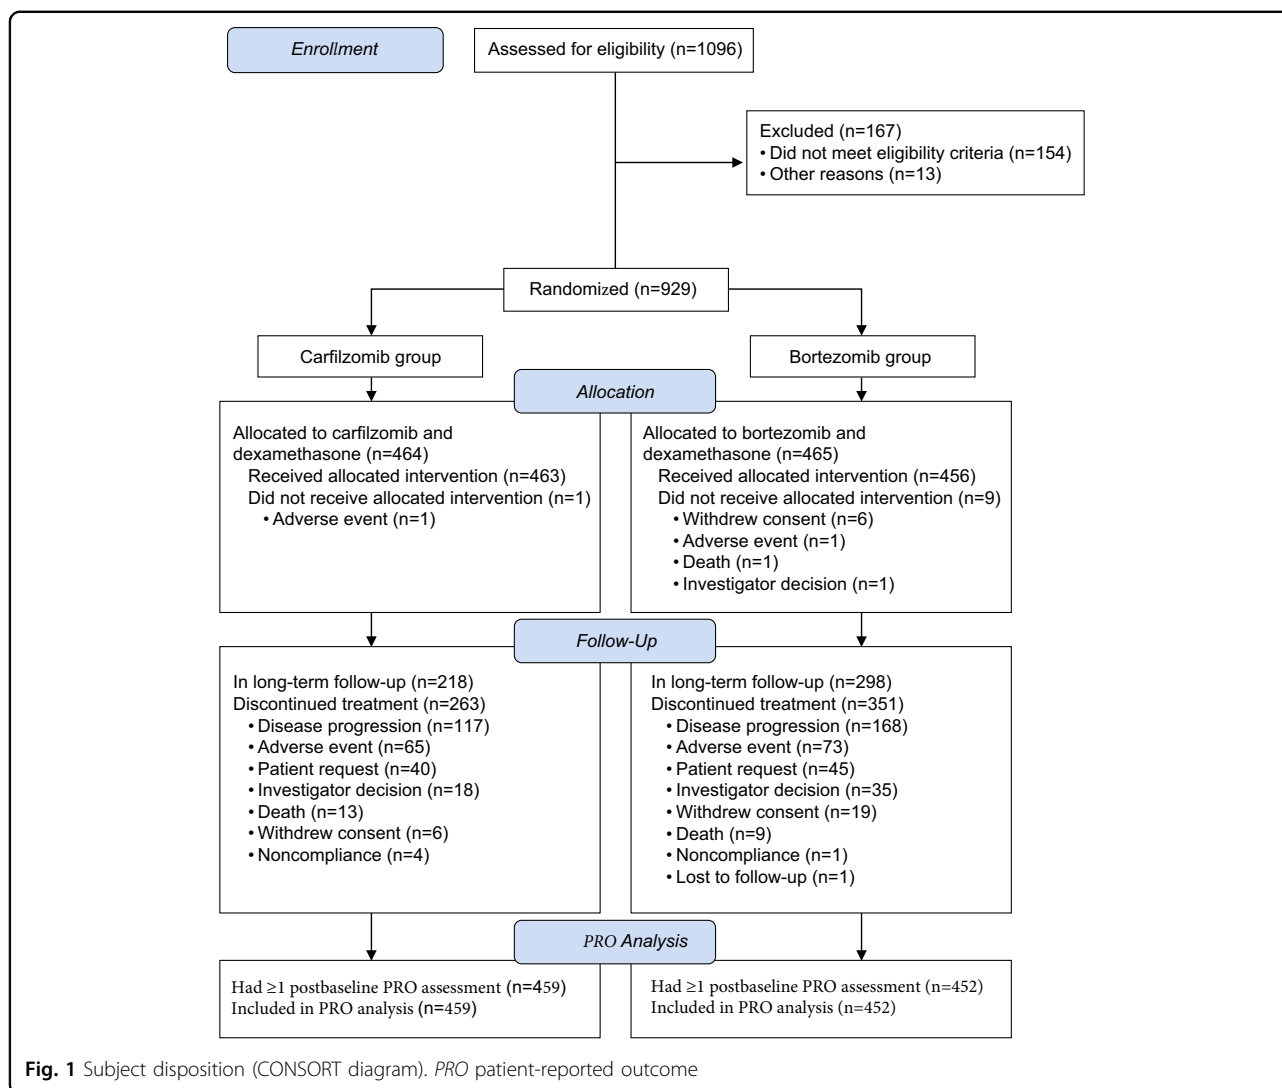 Enrollment
Assessed for eligibility (n=1096)
Excluded (n=167)
• Did not meet eligibility criteria (n=154)
• Other reasons (n=13)
Randomized (n=929)
Carfilzomib group
Bortezomib group
Allocation
Allocated to carfilzomib and
dexamethasone (n=464)
Received allocated intervention (n=463)
Did not receive allocated intervention (n=1)
• Adverse event (n=1)
Allocated to bortezomib and
dexamethasone (n=465)
Received allocated intervention (n=456)
Did not receive allocated intervention (n=9)
• Withdrew consent (n=6)
• Adverse event (n=1)
• Death (n=1)
• Investigator decision (n=1)
Follow-Up
In long-term follow-up (n=218)
Discontinued treatment (n=263)
• Disease progression (n=117)
• Adverse event (n=65)
• Patient request (n=40)
• Investigator decision (n=18)
• Death (n=13)
• Withdrew consent (n=6)
• Noncompliance (n=4)
In long-term follow-up (n=298)
Discontinued treatment (n=351)
• Disease progression (n=168)
• Adverse event (n=73)
• Patient request (n=45)
• Investigator decision (n=35)
• Withdrew consent (n=19)
• Death (n=9)
• Noncompliance (n=1)
• Lost to follow-up (n=1)
PRO Analysis
Had ≥1 postbaseline PRO assessment (n=459)
Included in PRO analysis (n=459)
Had ≥1 postbaseline PRO assessment (n=452)
Included in PRO analysis (n=452)
Fig. 1 Subject disposition (CONSORT diagram). PRO patient-reported outcome